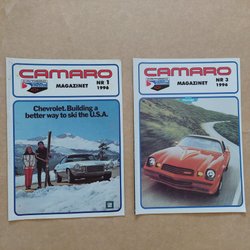 CAMARO
MAGAZINET
NR 1
1996
Chevrolet. Building a
better way to ski the U.S.A.
CAMARO
MAGAZINET
NR 3
1996